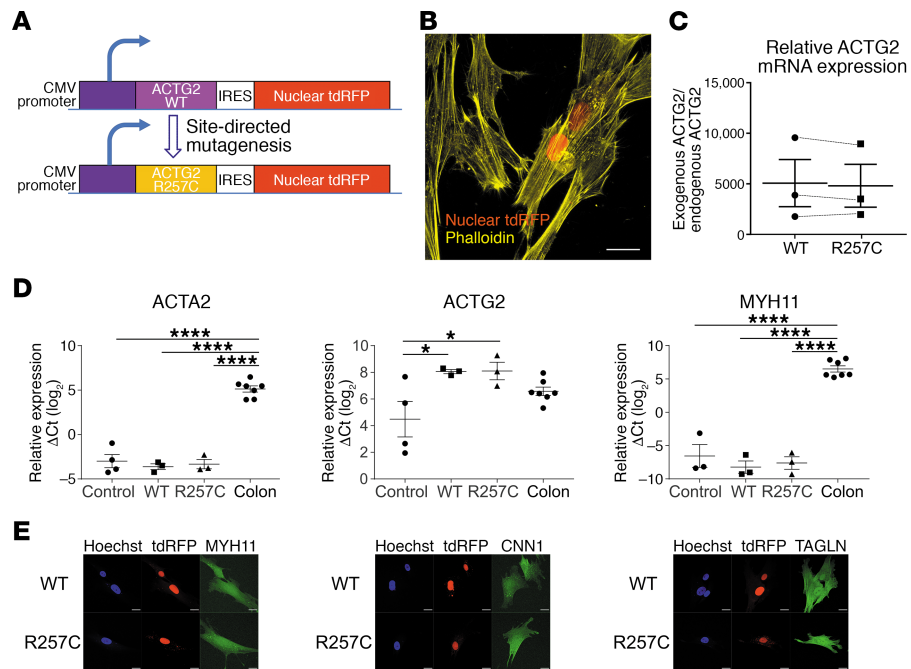 A
CMV
promoter
ACTG2
WT
IRES
Nuclear tdRFP
Site-directed
mutagenesis
CMV
promoter
ACTG2
R257C
IRES
Nuclear tdRFP
B
Nuclear tdRFP
Phalloidin
C
Relative ACTG2
mRNA expression
Exogenous ACTG2/
endogenous ACTG2
15,000
10,000
5000
0
WT R257C
D
ACTA2
Relative expression
ΔCt (log2)
10
5
0
−5
****
****
****
Control WT R257C Colon
ACTG2
Relative expression
ΔCt (log2)
10
8
6
4
2
0
*
*
Control WT R257C Colon
MYH11
Relative expression
ΔCt (log2)
10
5
0
−5
−10
****
****
****
Control WT R257C Colon
E
Hoechst tdRFP MYH11
WT
R257C
Hoechst tdRFP CNN1
WT
R257C
Hoechst tdRFP TAGLN
WT
R257C